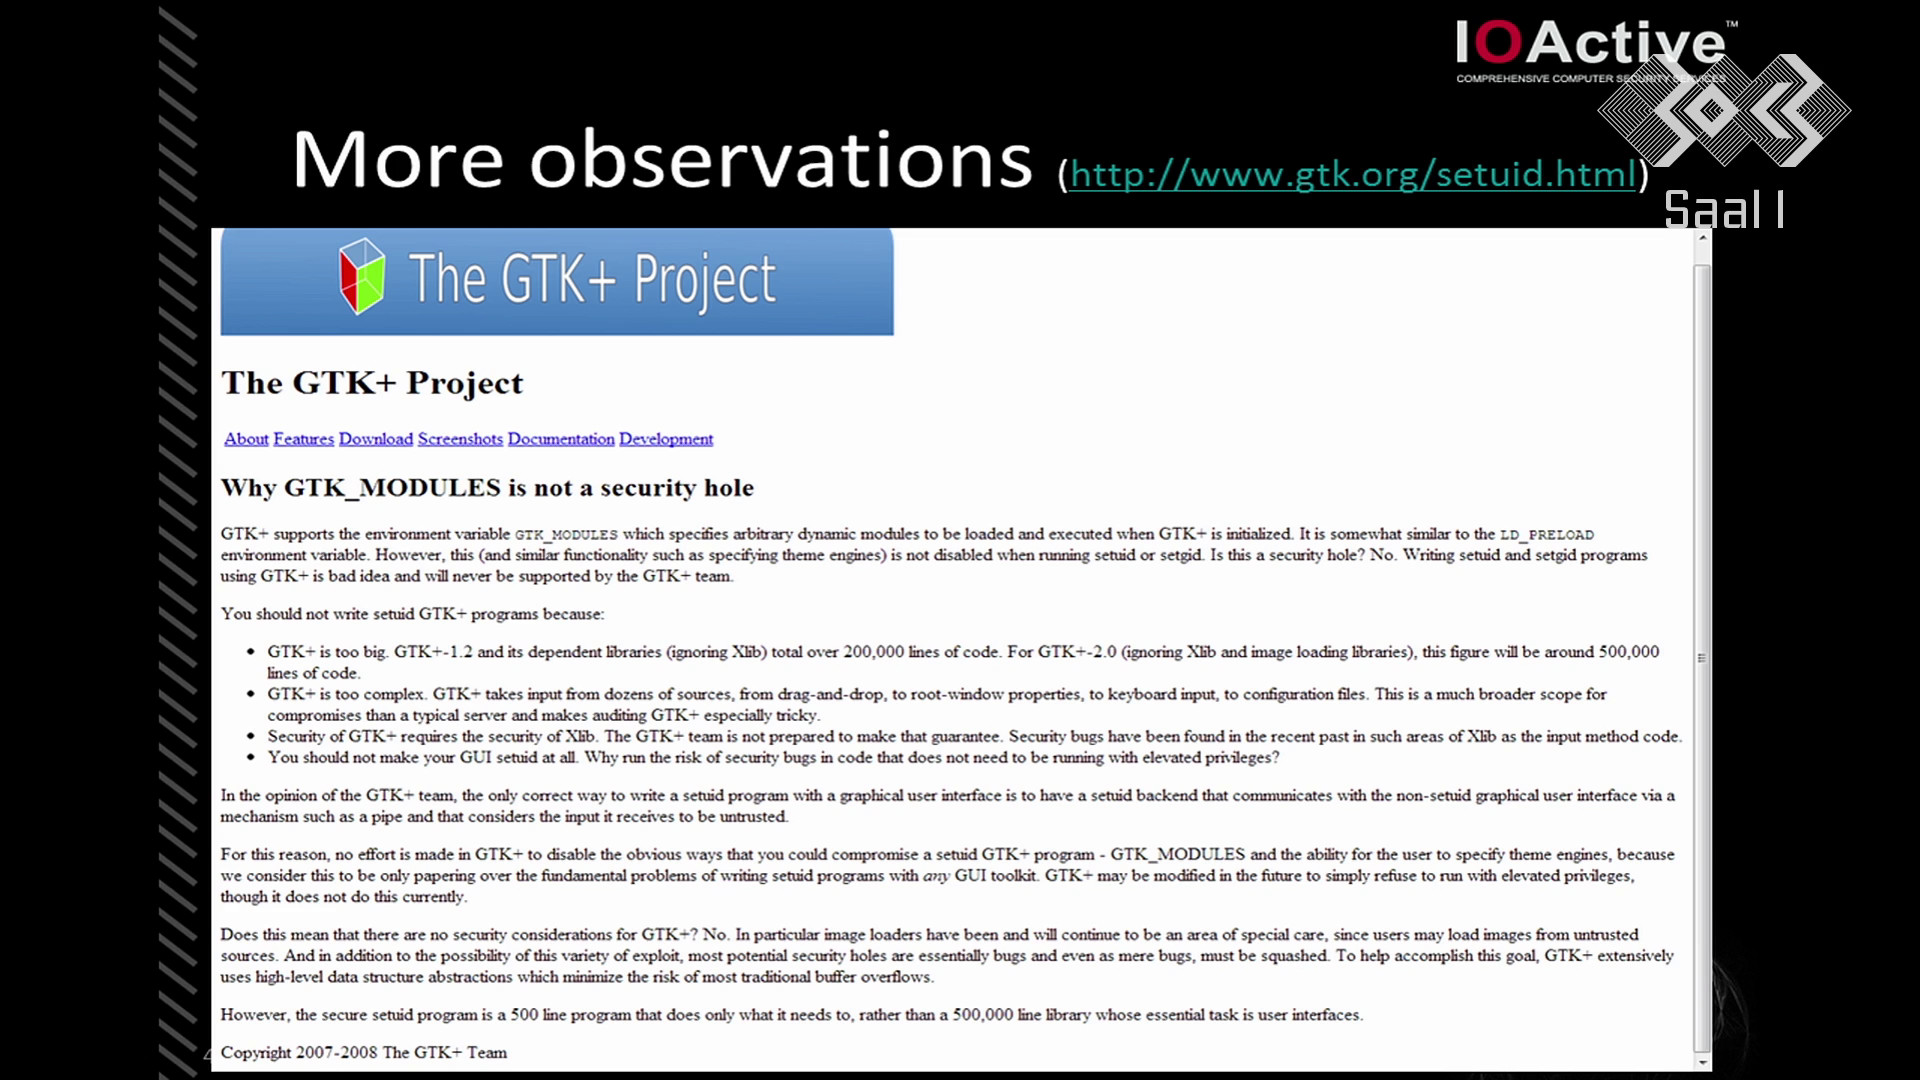 IOActive™
COMPREHENSIVE COMPUTER SECURITY SERVICES
More observations (http://www.gtk.org/setuid.html)
Saal 1
The GTK+ Project
The GTK+ Project
About Features Download Screenshots Documentation Development
Why GTK_MODULES is not a security hole
GTK+ supports the environment variable GTK_MODULES which specifies arbitrary dynamic modules to be loaded and executed when GTK+ is initialized. It is somewhat similar to the LD_PRELOAD
environment variable. However, this (and similar functionality such as specifying theme engines) is not disabled when running setuid or setgid. Is this a security hole? No. Writing setuid and setgid programs
using GTK+ is bad idea and will never be supported by the GTK+ team.
You should not write setuid GTK+ programs because:
• GTK+ is too big. GTK+-1.2 and its dependent libraries (ignoring Xlib) total over 200,000 lines of code. For GTK+-2.0 (ignoring Xlib and image loading libraries), this figure will be around 500,000
lines of code.
• GTK+ is too complex. GTK+ takes input from dozens of sources, from drag-and-drop, to root-window properties, to keyboard input, to configuration files. This is a much broader scope for
compromises than a typical server and makes auditing GTK+ especially tricky.
• Security of GTK+ requires the security of Xlib. The GTK+ team is not prepared to make that guarantee. Security bugs have been found in the recent past in such areas of Xlib as the input method code.
• You should not make your GUI setuid at all. Why run the risk of security bugs in code that does not need to be running with elevated privileges?
In the opinion of the GTK+ team, the only correct way to write a setuid program with a graphical user interface is to have a setuid backend that communicates with the non-setuid graphical user interface via a
mechanism such as a pipe and that considers the input it receives to be untrusted.
For this reason, no effort is made in GTK+ to disable the obvious ways that you could compromise a setuid GTK+ program - GTK_MODULES and the ability for the user to specify theme engines, because
we consider this to be only papering over the fundamental problems of writing setuid programs with any GUI toolkit. GTK+ may be modified in the future to simply refuse to run with elevated privileges,
though it does not do this currently.
Does this mean that there are no security considerations for GTK+? No. In particular image loaders have been and will continue to be an area of special care, since users may load images from untrusted
sources. And in addition to the possibility of this variety of exploit, most potential security holes are essentially bugs and even as mere bugs, must be squashed. To help accomplish this goal, GTK+ extensively
uses high-level data structure abstractions which minimize the risk of most traditional buffer overflows.
However, the secure setuid program is a 500 line program that does only what it needs to, rather than a 500,000 line library whose essential task is user interfaces.
Copyright 2007-2008 The GTK+ Team